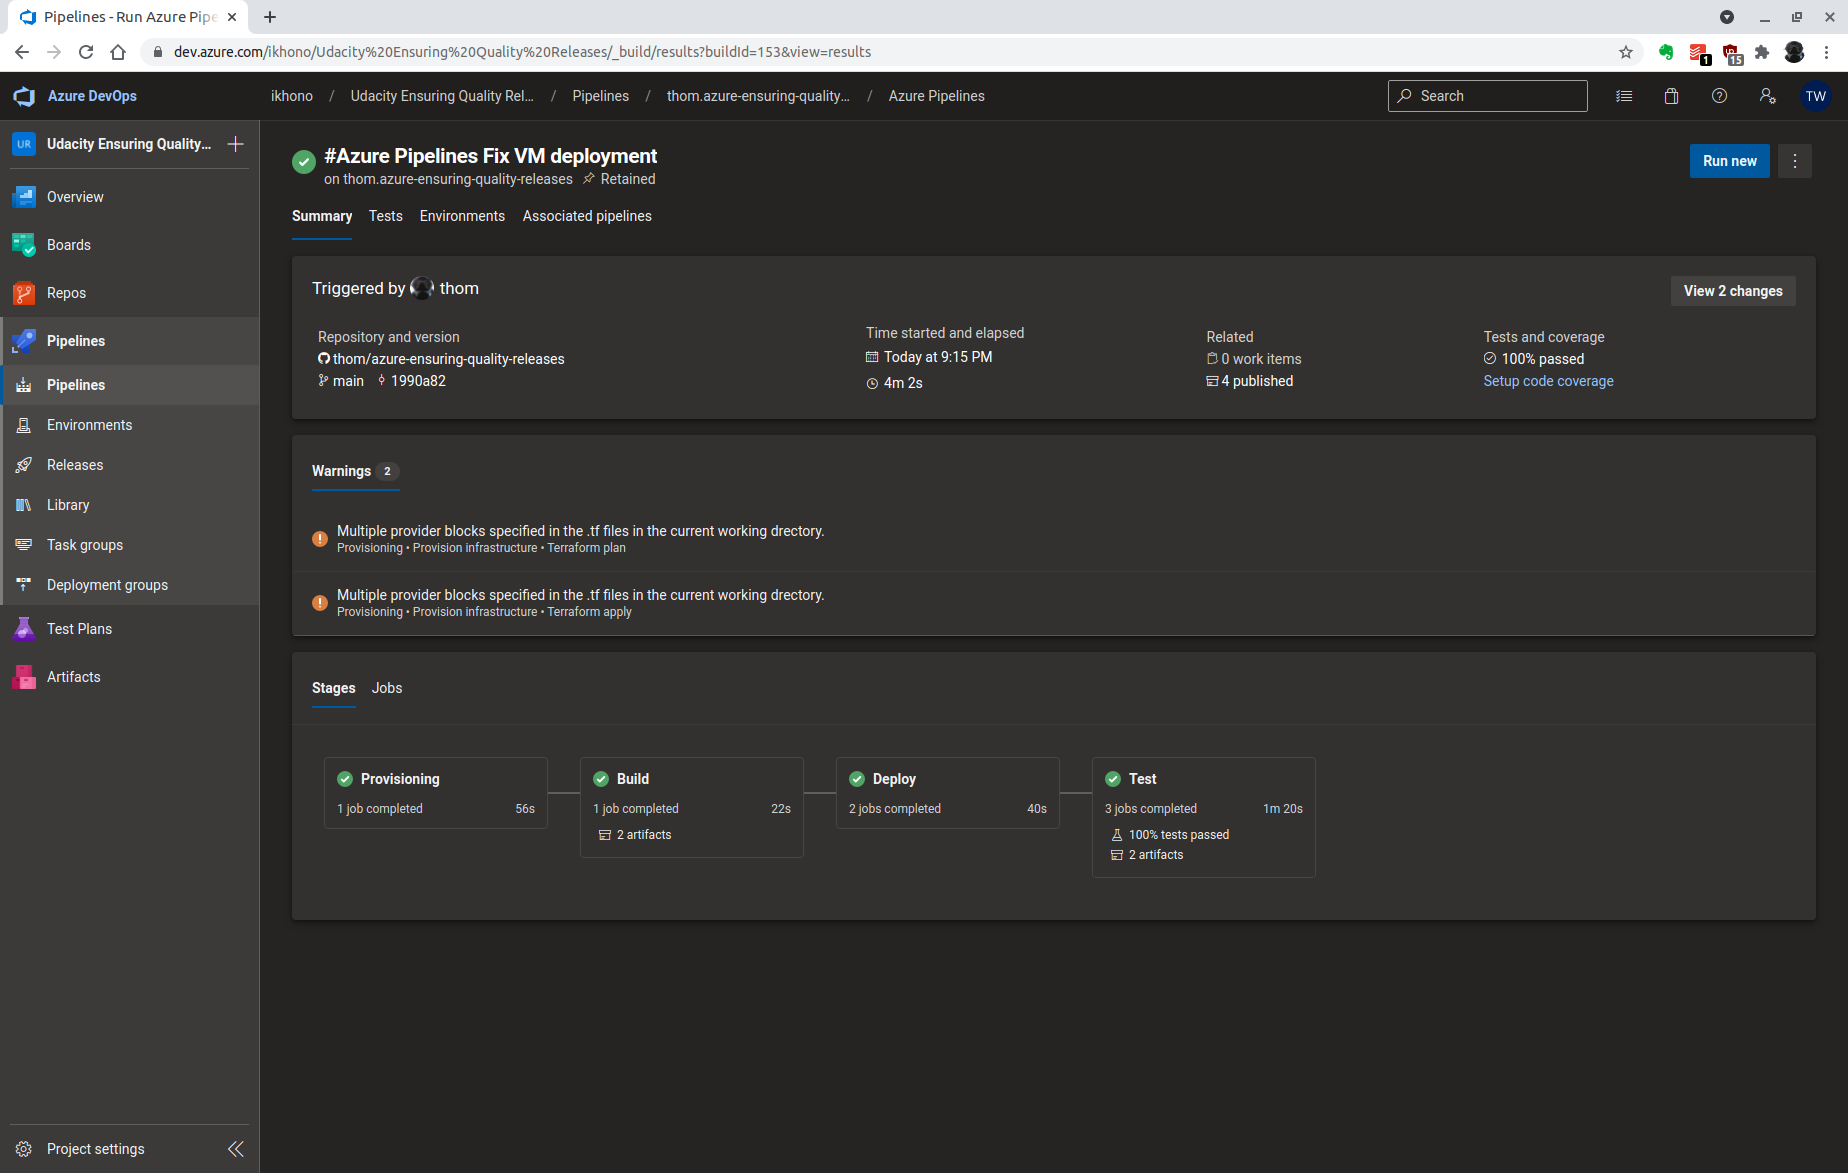 Pipelines - Run Azure Pipe
dev.azure.com/ikhono/Udacity%20Ensuring%20Quality%20Releases/_build/results?buildId=153&view=results
1
15
Azure DevOps
ikhono / Udacity Ensuring Quality Rel... / Pipelines / thom.azure-ensuring-quality... / Azure Pipelines
Search
TW
UR Udacity Ensuring Quality...
Overview
Boards
Repos
Pipelines
Pipelines
Environments
Releases
Library
Task groups
Deployment groups
Test Plans
Artifacts
Project settings
#Azure Pipelines Fix VM deployment
on thom.azure-ensuring-quality-releases Retained
Run new
Summary Tests Environments Associated pipelines
Triggered by thom
View 2 changes
Repository and version
thom/azure-ensuring-quality-releases
main 1990a82
Time started and elapsed
Today at 9:15 PM
4m 2s
Related
0 work items
4 published
Tests and coverage
100% passed
Setup code coverage
Warnings 2
Multiple provider blocks specified in the .tf files in the current working drectory.
Provisioning • Provision infrastructure • Terraform plan
Multiple provider blocks specified in the .tf files in the current working drectory.
Provisioning • Provision infrastructure • Terraform apply
Stages Jobs
Provisioning
1 job completed 56s
Build
1 job completed 22s
2 artifacts
Deploy
2 jobs completed 40s
Test
3 jobs completed 1m 20s
100% tests passed
2 artifacts